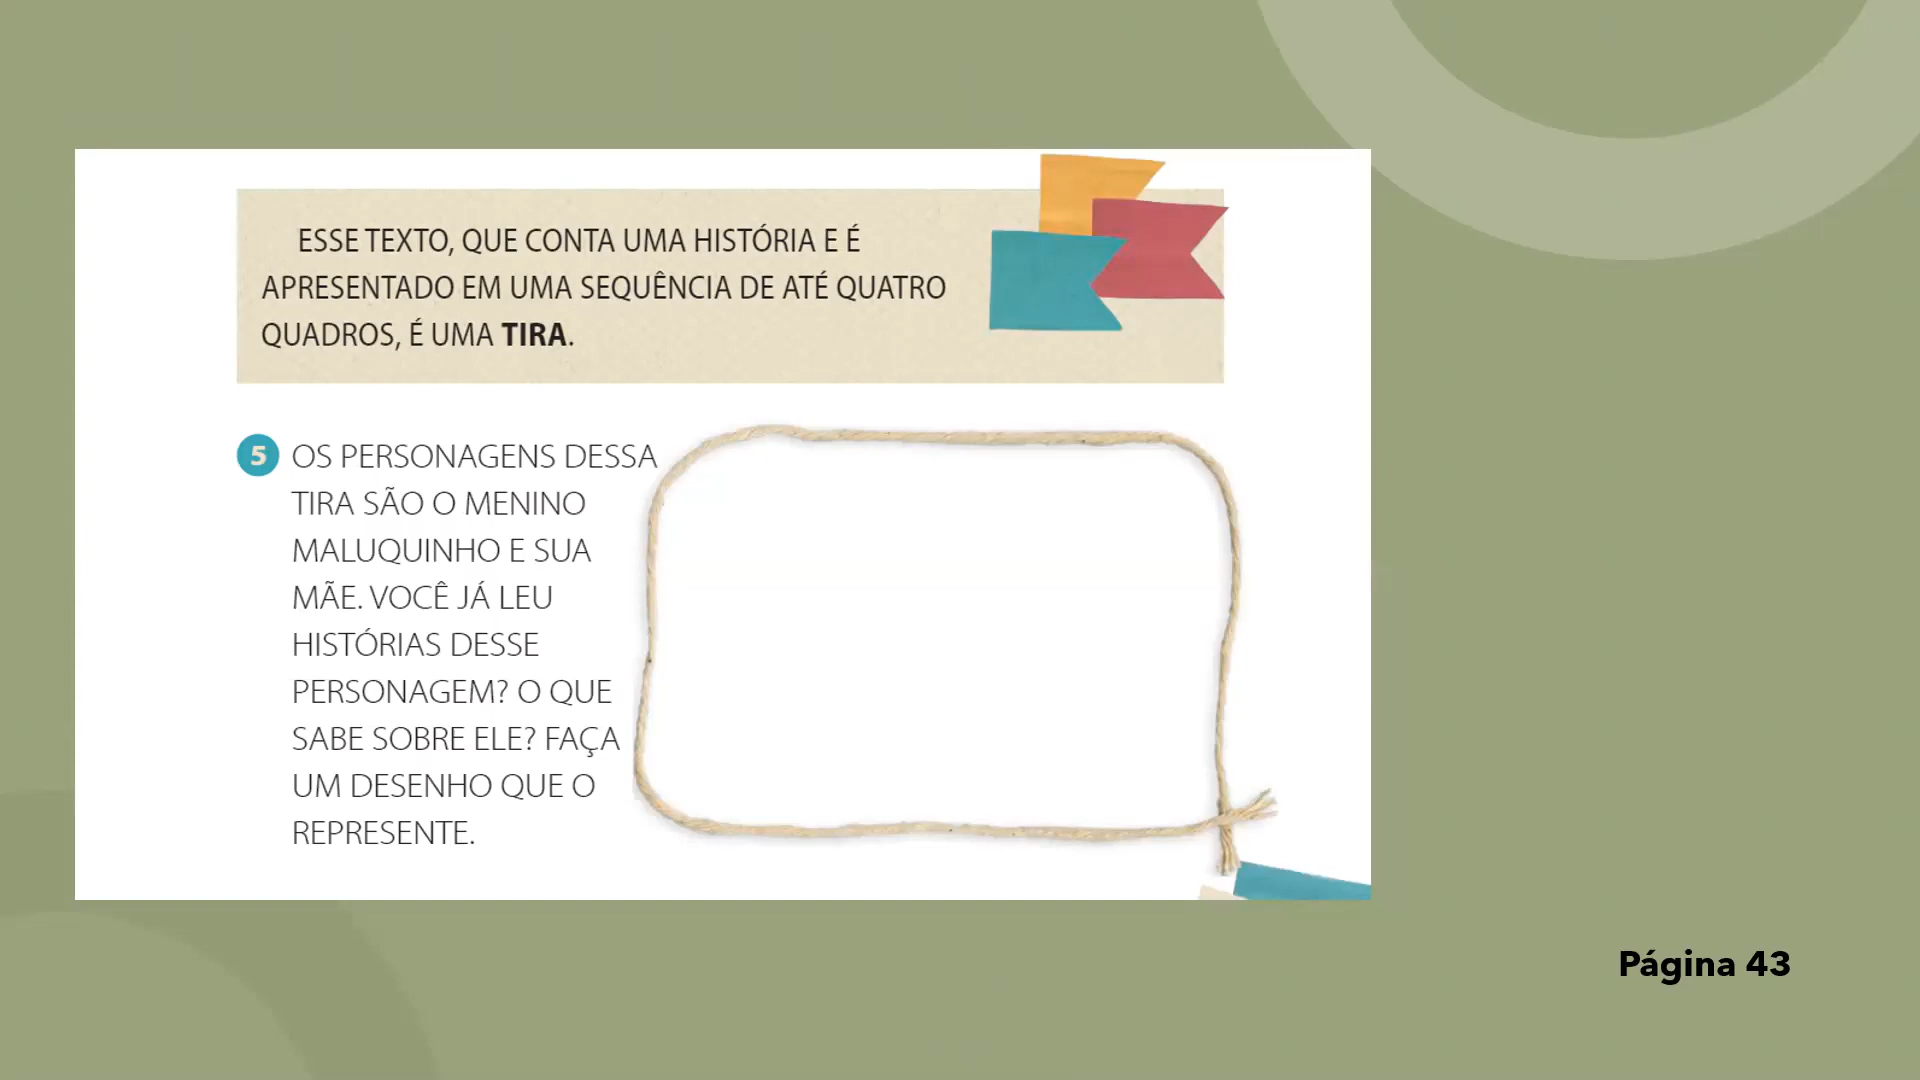 ESSE TEXTO, QUE CONTA UMA HISTÓRIA E É
APRESENTADO EM UMA SEQUÊNCIA DE ATÉ QUATRO
QUADROS, É UMA TIRA.
5 OS PERSONAGENS DESSA
TIRA SÃO O MENINO
MALUQUINHO E SUA
MÃE. VOCÊ JÁ LEU
HISTÓRIAS DESSE
PERSONAGEM? O QUE
SABE SOBRE ELE? FAÇA
UM DESENHO QUE O
REPRESENTE.
Página 43